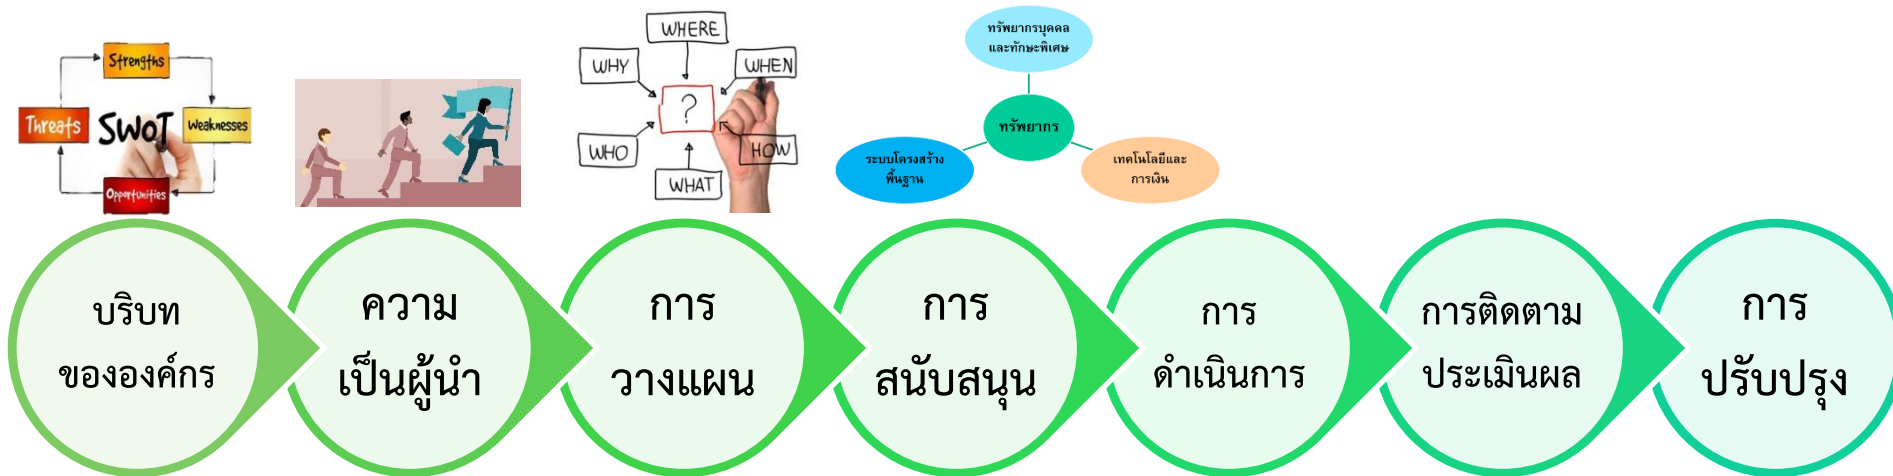 Strengths
Threats
SWOT
Weaknesses
Opportunities
WHERE
WHY
WHEN
?
WHO
HOW
WHAT
ทรัพยากรบุคคล
และทักษะพิเศษ
ทรัพยากร
ระบบโครงสร้าง
พื้นฐาน
เทคโนโลยีและ
การเงิน
บริบท
ขององค์กร
ความ
เป็นผู้นำ
การ
วางแผน
การ
สนับสนุน
การ
ดำเนินการ
การติดตาม
ประเมินผล
การ
ปรับปรุง